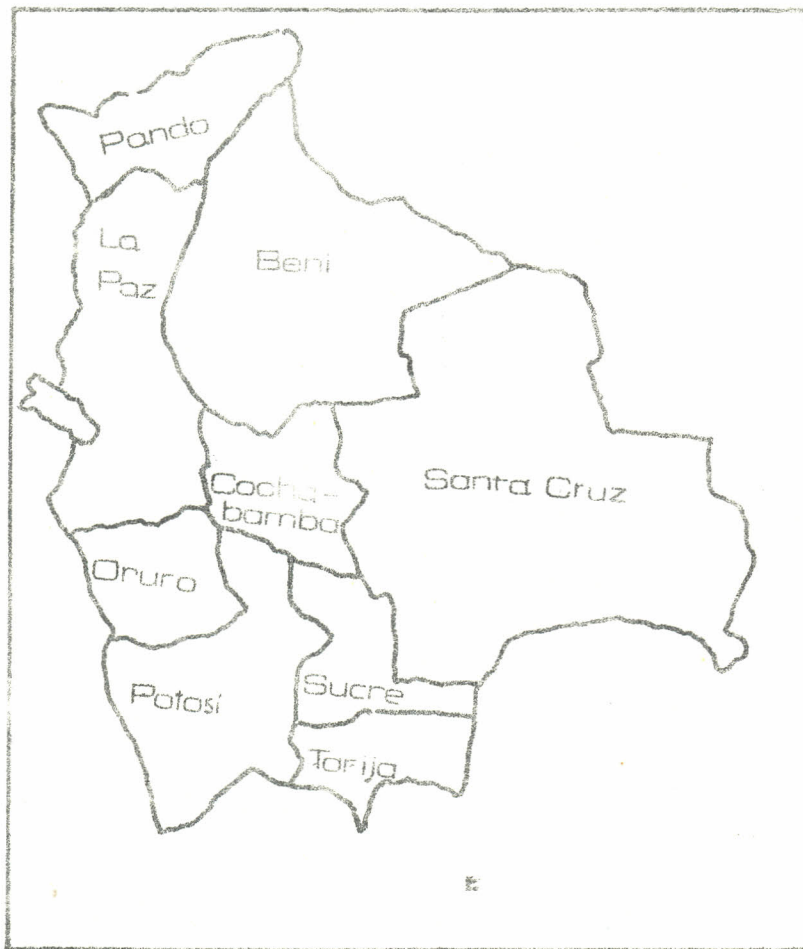 Pando
La
Paz
Beni
Cocha-
bamba
Santa Cruz
Oruro
Potosí
Sucre
Tarija